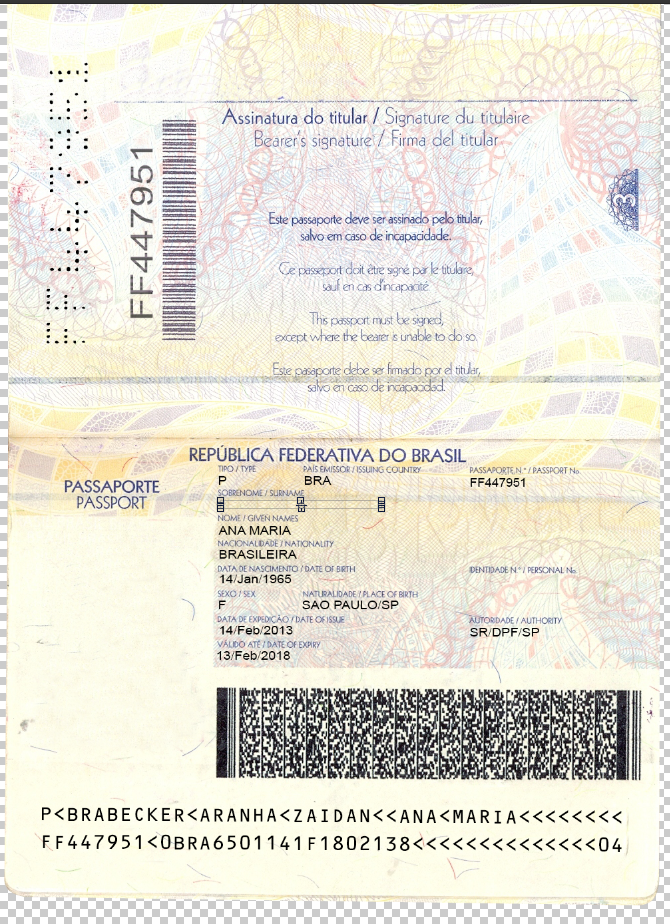 FF447951
FF447951
Assinatura do titular / Signature du titulaire
Bearer's signature / Firma del titular
3
Este passaporte deve ser assinado pelo titular,
salvo em caso de incapacidade.
Ce passeport doit être signé par le titulaire,
sauf en cas d'incapacité
This passport must be signed,
except where the bearer is unable to do so.
Este pasaporte debe ser firmado por el titular,
salvo en caso de incapacidad.
REPÚBLICA FEDERATIVA DO BRASIL
PASSAPORTE
PASSPORT
TIPO / TYPE PAÍS EMISSOR / ISSUING COUNTRY PASSAPORTE N.º / PASSPORT No.
P BRA FF447951
SOBRENOME / SURNAME
NOME / GIVEN NAMES
ANA MARIA
NACIONALIDADE / NATIONALITY
BRASILEIRA
DATA DE NASCIMENTO / DATE OF BIRTH IDENTIDADE N.º / PERSONAL No.
14/Jan/1965
SEXO / SEX NATURALIDADE / PLACE OF BIRTH
F SAO PAULO/SP
DATA DE EXPEDIÇÃO / DATE OF ISSUE AUTORIDADE / AUTHORITY
14/Feb/2013 SR/DPF/SP
VÁLIDO ATÉ / DATE OF EXPIRY
13/Feb/2018
P<BRABECKER<ARANHA<ZAIDAN<<ANA<MARIA<<<<<<<<
FF447951<0BRA6501141F1802138<<<<<<<<<<<<<<04